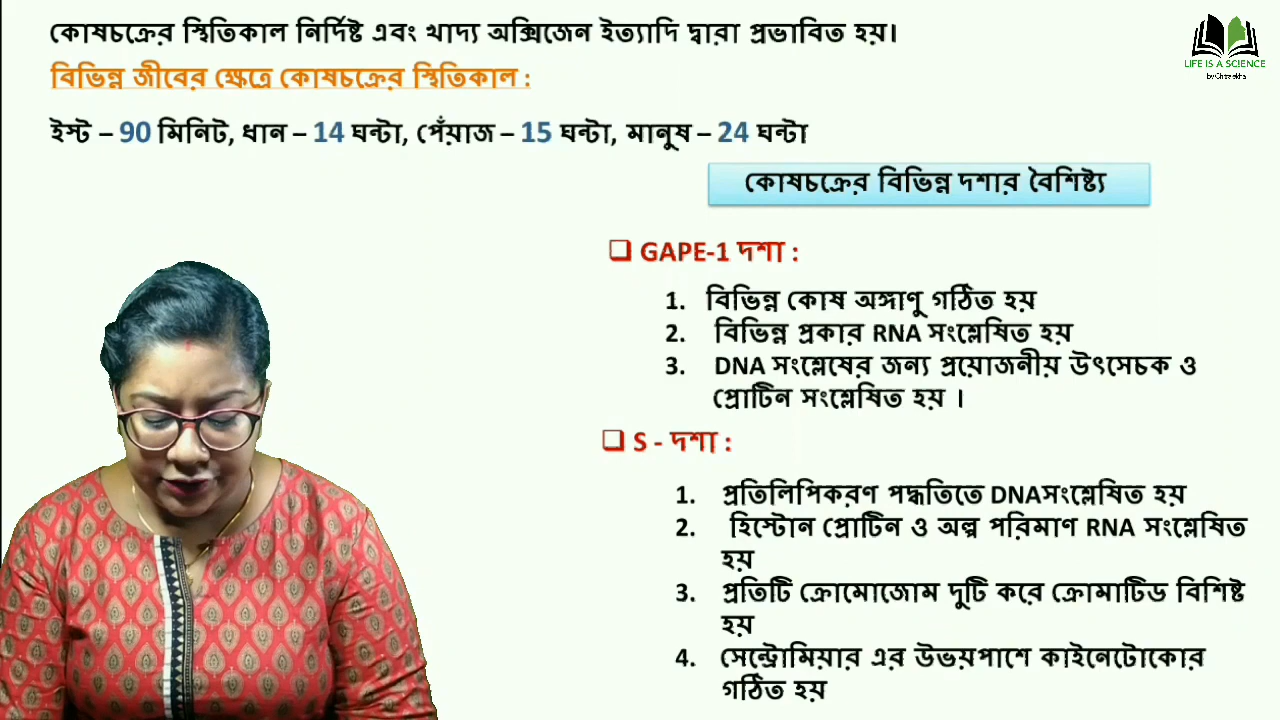 কোষচক্রের স্থিতিকাল নির্দিষ্ট এবং খাদ্য অক্সিজেন ইত্যাদি দ্বারা প্রভাবিত হয়।
বিভিন্ন জীবের ক্ষেত্রে কোষচক্রের স্থিতিকাল :
ইস্ট – 90 মিনিট, ধান – 14 ঘন্টা, পেঁয়াজ – 15 ঘন্টা, মানুষ – 24 ঘন্টা
LIFE IS A SCIENCE
কোষচক্রের বিভিন্ন দশার বৈশিষ্ট্য
GAPE-1 দশা :
1. বিভিন্ন কোষ অঙ্গাণু গঠিত হয়
2. বিভিন্ন প্রকার RNA সংশ্লেষিত হয়
3. DNA সংশ্লেষের জন্য প্রয়োজনীয় উৎসেচক ও
প্রোটিন সংশ্লেষিত হয় ।
S - দশা :
1. প্রতিলিপিকরণ পদ্ধতিতে DNAসংশ্লেষিত হয়
2. হিস্টোন প্রোটিন ও অল্প পরিমাণ RNA সংশ্লেষিত
হয়
3. প্রতিটি ক্রোমোজোম দুটি করে ক্রোমাটিড বিশিষ্ট
হয়
4. সেন্ট্রোমিয়ার এর উভয়পাশে কাইনেটোকোর
গঠিত হয়